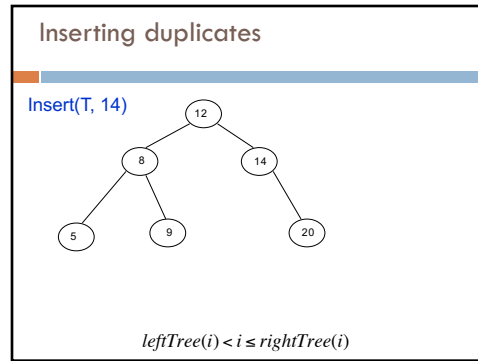 Inserting duplicates
Insert(T, 14)
12
8
14
5
9
20
leftTree(i) < i ≤ rightTree(i)